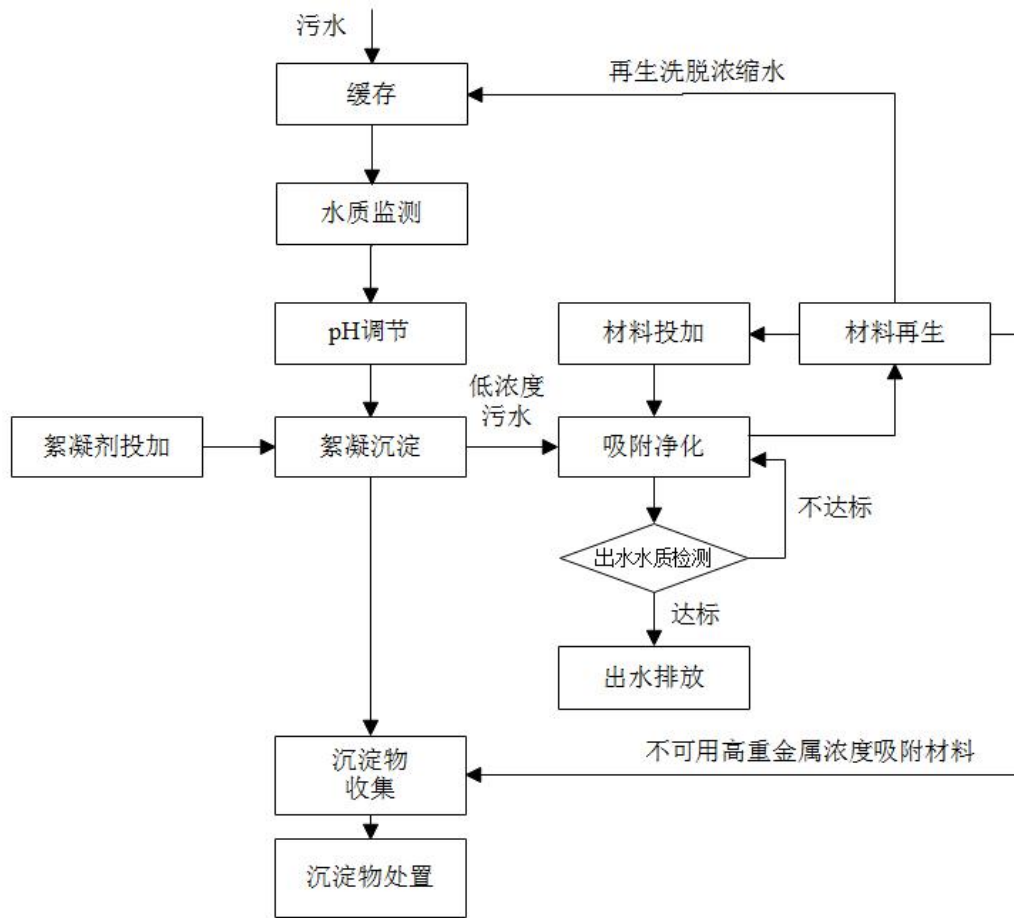 污水
再生洗脱浓缩水
缓存
水质监测
pH调节
材料投加
材料再生
低浓度
污水
絮凝剂投加
絮凝沉淀
吸附净化
不达标
出水水质检测
达标
出水排放
不可用高重金属浓度吸附材料
沉淀物
收集
沉淀物处置